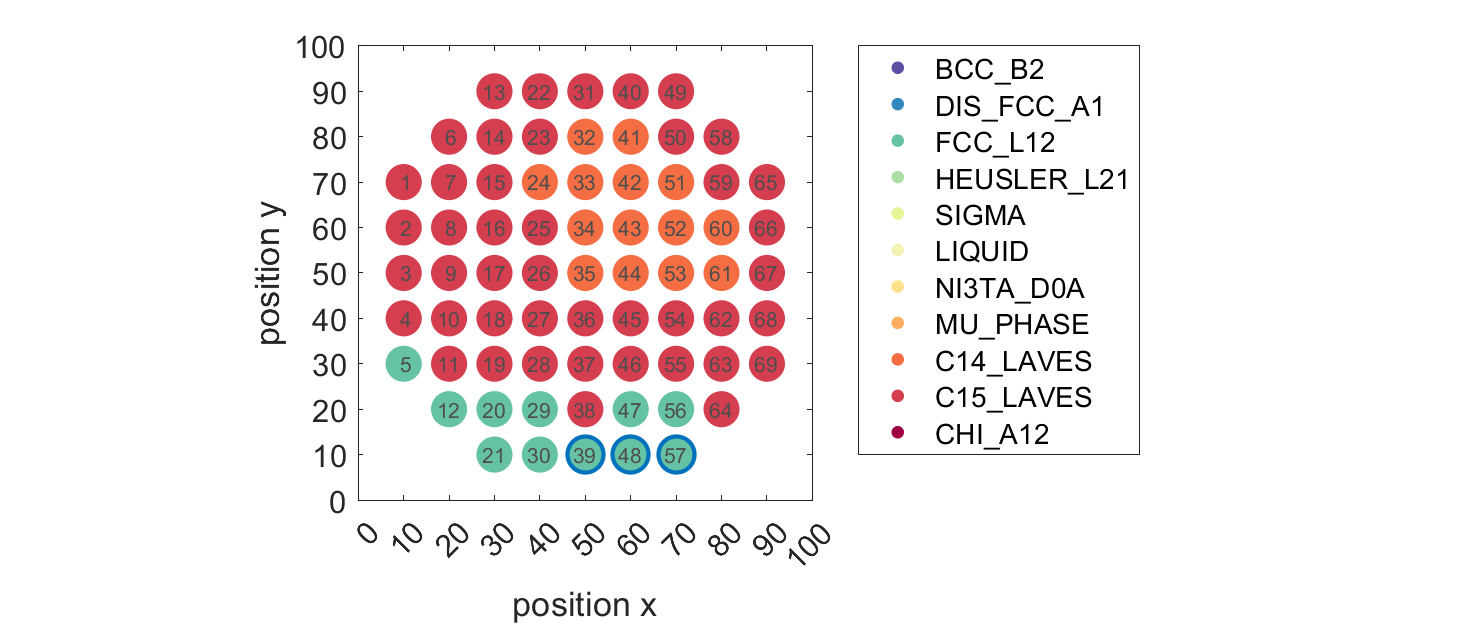 100
90
80
70
60
50
40
30
20
10
0
position y
13 22 31 40 49
6 14 23 32 41 50 58
1 7 15 24 33 42 51 59 65
2 8 16 25 34 43 52 60 66
3 9 17 26 35 44 53 61 67
4 10 18 27 36 45 54 62 68
5 11 19 28 37 46 55 63 69
12 20 29 38 47 56 64
21 30 39 48 57
0 10 20 30 40 50 60 70 80 90 100
position x
BCC_B2
DIS_FCC_A1
FCC_L12
HEUSLER_L21
SIGMA
LIQUID
NI3TA_D0A
MU_PHASE
C14_LAVES
C15_LAVES
CHI_A12